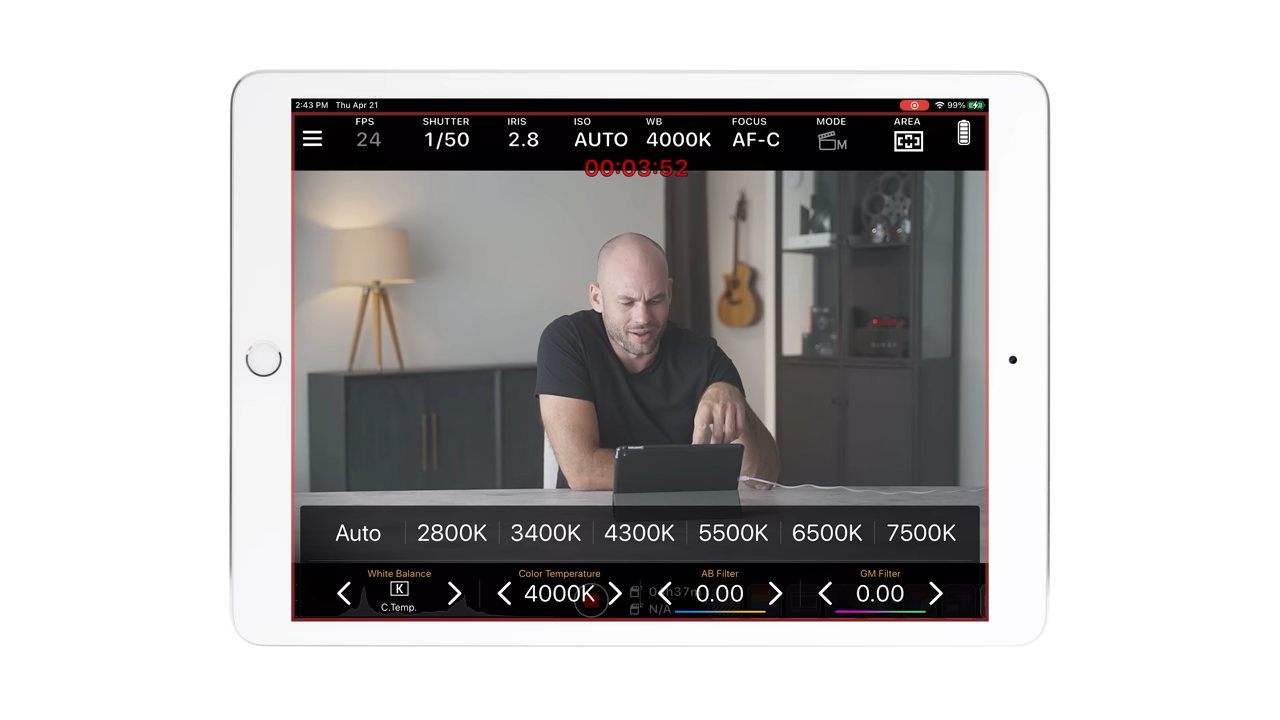 2:43 PM Thu Apr 21
99%
FPS SHUTTER IRIS ISO WB FOCUS MODE AREA
24 1/50 2.8 AUTO 4000K AF-C M
00:03:52
Auto 2800K 3400K 4300K 5500K 6500K 7500K
White Balance Color Temperature AB Filter GM Filter
K 4000K 0.00 0.00
C.Temp. N/A